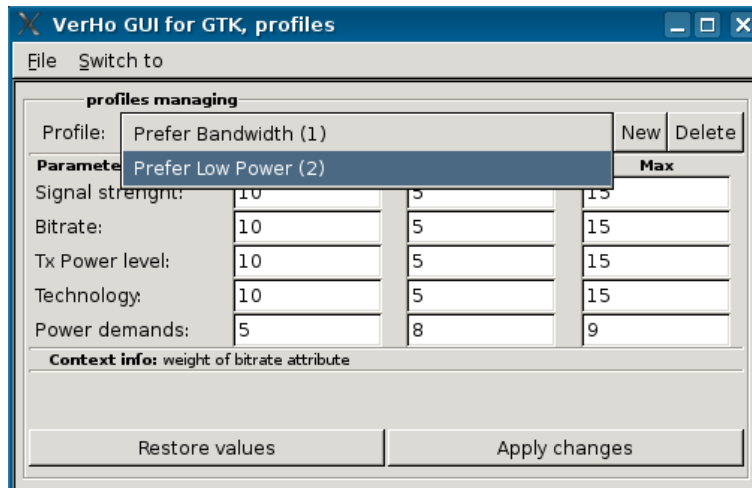 VerHo GUI for GTK, profiles
File Switch to
profiles managing
Profile: Prefer Bandwidth (1) New Delete
Prefer Low Power (2)
Paramete Max
Signal strenght: 10 5 15
Bitrate: 10 5 15
Tx Power level: 10 5 15
Technology: 10 5 15
Power demands: 5 8 9
Context info: weight of bitrate attribute
Restore values Apply changes